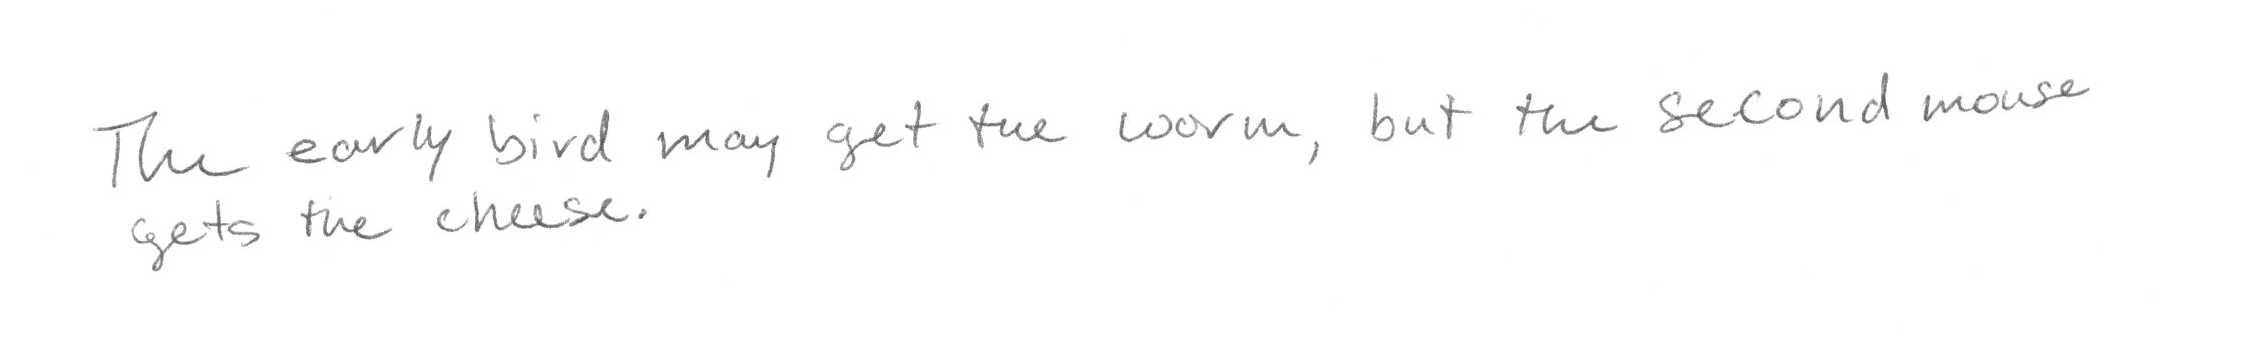 The early bird may get the worm, but the second mouse
gets the cheese.